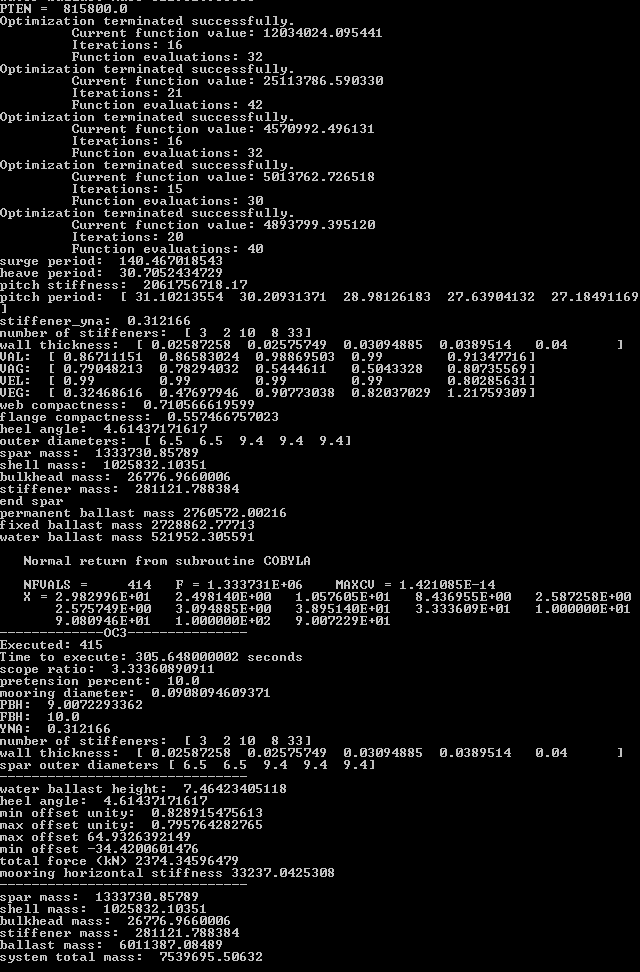 PTEN =  815800.0
Optimization terminated successfully.
         Current function value: 12034024.095441
         Iterations: 16
         Function evaluations: 32
Optimization terminated successfully.
         Current function value: 25113786.590330
         Iterations: 21
         Function evaluations: 42
Optimization terminated successfully.
         Current function value: 4570992.496131
         Iterations: 16
         Function evaluations: 32
Optimization terminated successfully.
         Current function value: 5013762.726518
         Iterations: 15
         Function evaluations: 30
Optimization terminated successfully.
         Current function value: 4893799.395120
         Iterations: 20
         Function evaluations: 40
surge period:  140.467018543
heave period:  30.7052434729
pitch stiffness:  2061756718.17
pitch period:  [ 31.10213554  30.20931371  28.98126183  27.63904132  27.18491169
]
stiffener_yna:  0.312166
number of stiffeners:  [ 3  2 10  8 33]
wall thickness:  [ 0.02587258  0.02575749  0.03094885  0.0389514   0.04      ]
VAL:  [ 0.86711151  0.86583024  0.98869503  0.99        0.91347716]
VAG:  [ 0.79048213  0.78294032  0.5444611   0.5043328   0.80735569]
VEL:  [ 0.99        0.99        0.99        0.99        0.80285631]
VEG:  [ 0.32468616  0.47697946  0.90773038  0.82037029  1.21759309]
web compactness:  0.710566619599
flange compactness:  0.557466757023
heel angle:  4.61437171617
outer diameters:  [ 6.5  6.5  9.4  9.4  9.4]
spar mass:  1333730.85789
shell mass:  1025832.10351
bulkhead mass:  26776.9660006
stiffener mass:  281121.788384
end spar
permanent ballast mass 2760572.00216
fixed ballast mass 2728862.77713
water ballast mass 521952.305591
   Normal return from subroutine COBYLA
   NFVALS =     414   F = 1.333731E+06    MAXCV = 1.421085E-14
   X = 2.982996E+01   2.498140E+00   1.057605E+01   8.436955E+00   2.587258E+00
       2.575749E+00   3.094885E+00   3.895140E+01   3.333609E+01   1.000000E+01
       9.080946E+01   1.000000E+02   9.007229E+01
-------------OC3---------------
Executed: 415
Time to execute: 305.648000002 seconds
scope ratio:  3.33360890911
pretension percent:  10.0
mooring diameter:  0.0908094609371
PBH:  9.0072293362
FBH:  10.0
YNA:  0.312166
number of stiffeners:  [ 3  2 10  8 33]
wall thickness:  [ 0.02587258  0.02575749  0.03094885  0.0389514   0.04      ]
spar outer diameters [ 6.5  6.5  9.4  9.4  9.4]
-------------------------------
water ballast height:  7.46423405118
heel angle:  4.61437171617
min offset unity:  0.828915475613
max offset unity:  0.795764282765
max offset 64.9326392149
min offset -34.4200601476
total force (kN) 2374.34596479
mooring horizontal stiffness 33237.0425308
-------------------------------
spar mass:  1333730.85789
shell mass:  1025832.10351
bulkhead mass:  26776.9660006
stiffener mass:  281121.788384
ballast mass:  6011387.08489
system total mass:  7539695.50632